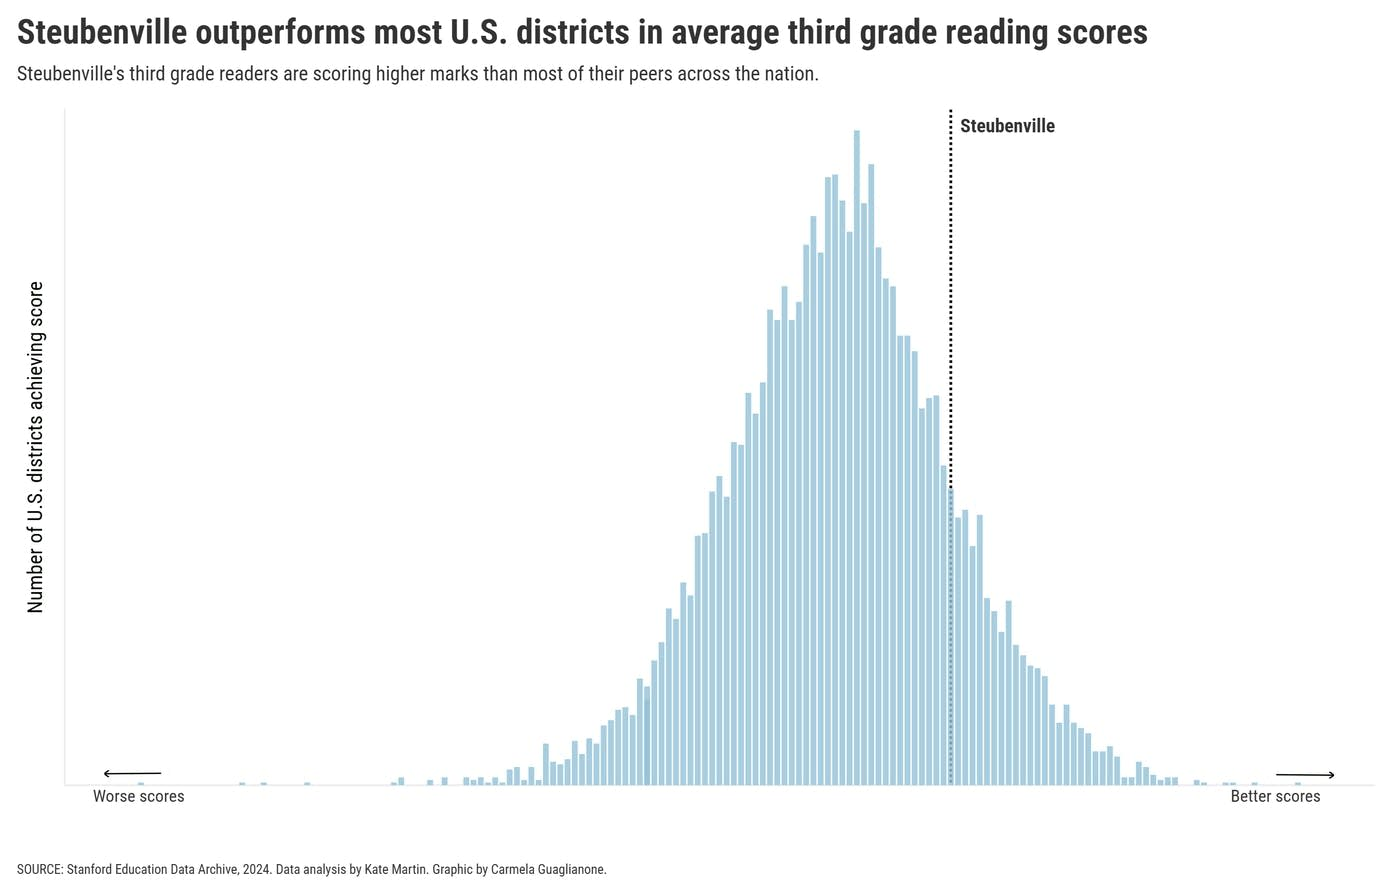 Steubenville outperforms most U.S. districts in average third grade reading scores
Steubenville's third grade readers are scoring higher marks than most of their peers across the nation.
Steubenville
Number of U.S. districts achieving score
Worse scores
Better scores
SOURCE: Stanford Education Data Archive, 2024. Data analysis by Kate Martin. Graphic by Carmela Guaglianone.